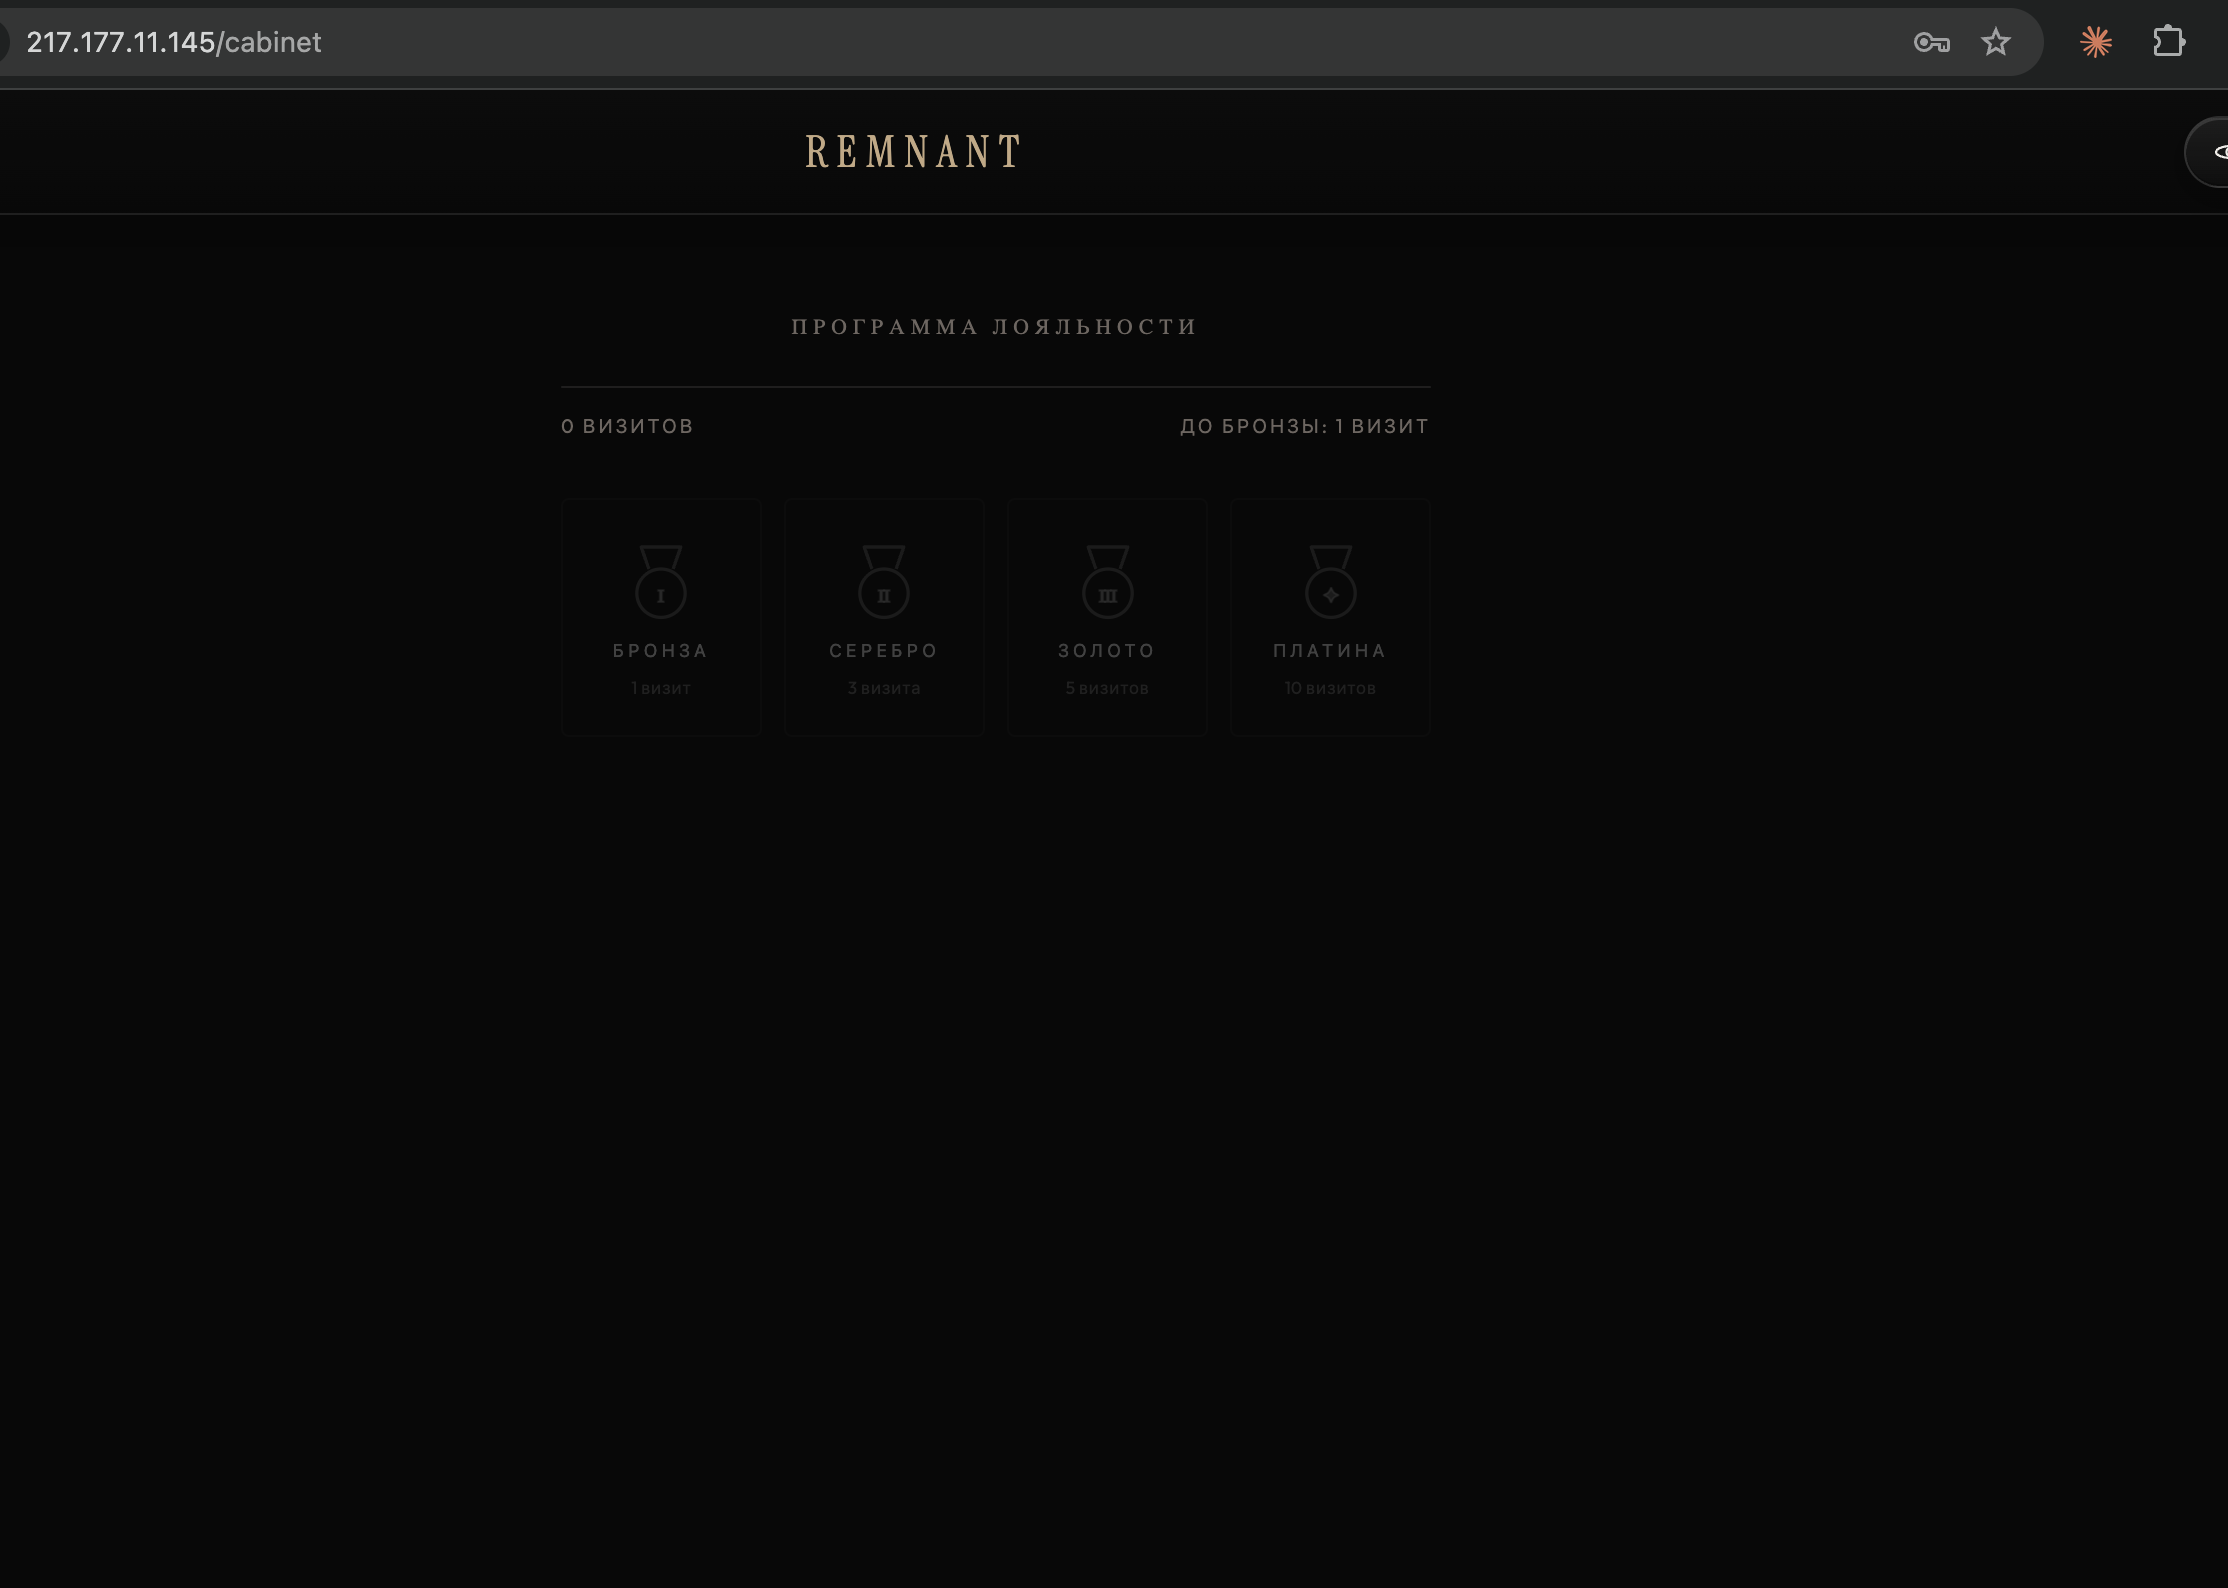 217.177.11.145/cabinet
REMNANT
ПРОГРАММА ЛОЯЛЬНОСТИ
0 ВИЗИТОВ
ДО БРОНЗЫ: 1 ВИЗИТ
I
II
III
БРОНЗА
СЕРЕБРО
ЗОЛОТО
ПЛАТИНА
1 визит
3 визита
5 визитов
10 визитов